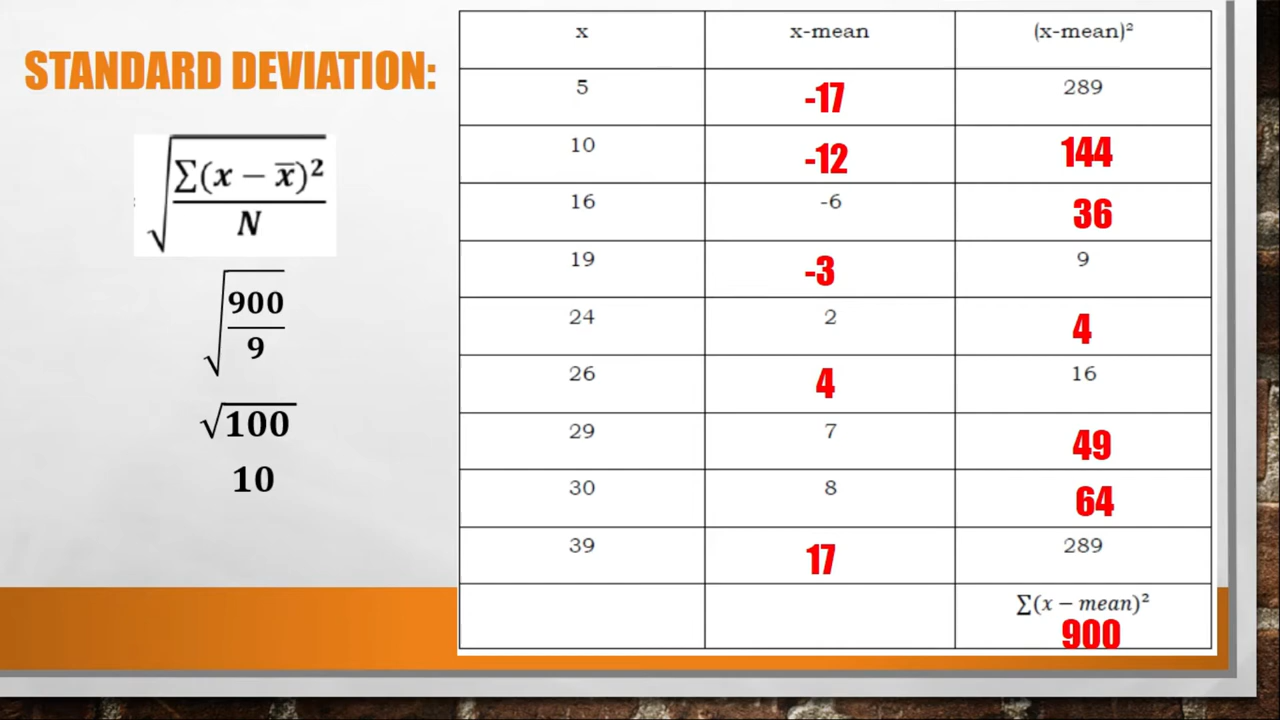 STANDARD DEVIATION:
√(∑(x − x̄)² / N)
√(900 / 9)
√100
10
x x-mean (x-mean)²
5 -17 289
10 -12 144
16 -6 36
19 -3 9
24 2 4
26 4 16
29 7 49
30 8 64
39 17 289
∑(x − mean)²
900